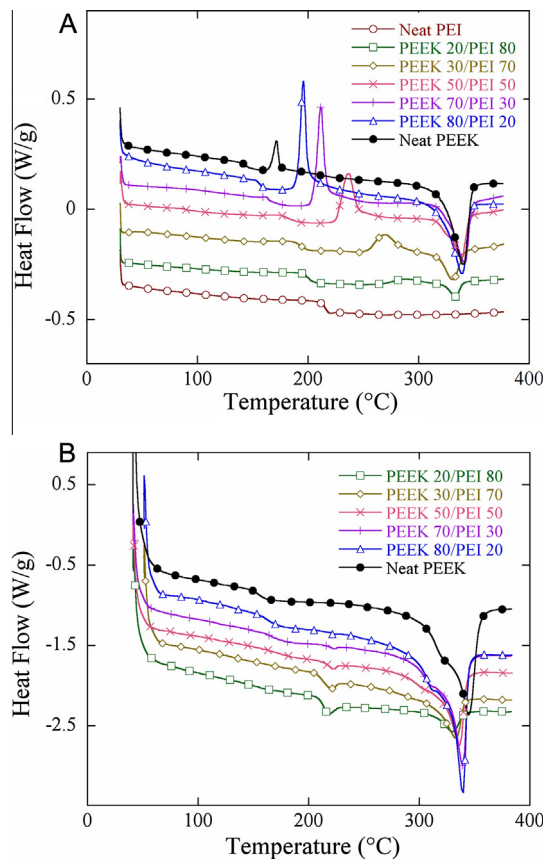 A
Neat PEI
PEEK 20/PEI 80
PEEK 30/PEI 70
PEEK 50/PEI 50
PEEK 70/PEI 30
PEEK 80/PEI 20
Neat PEEK
0.5
0
-0.5
Heat Flow (W/g)
0 100 200 300 400
Temperature (°C)
B
PEEK 20/PEI 80
PEEK 30/PEI 70
PEEK 50/PEI 50
PEEK 70/PEI 30
PEEK 80/PEI 20
Neat PEEK
0.5
-0.5
-1.5
-2.5
Heat Flow (W/g)
0 100 200 300 400
Temperature (°C)